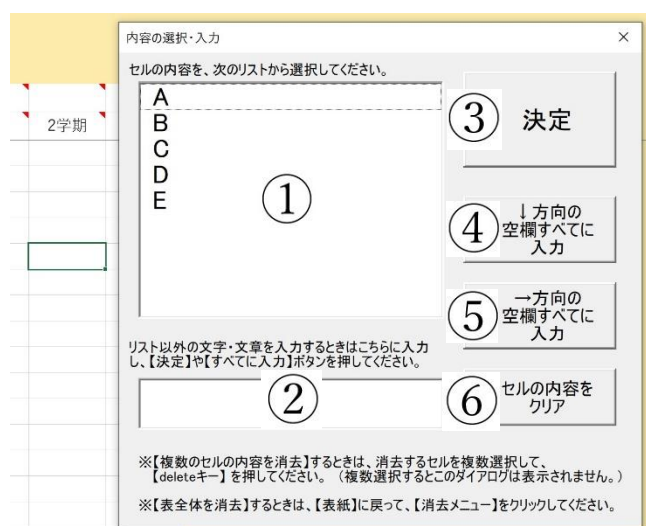 内容の選択・入力
×
セルの内容を、次のリストから選択してください。
A
B
C
D
E
①
③ 決定
2学期
④ ↓方向の
空欄すべてに
入力
⑤ →方向の
空欄すべてに
入力
リスト以外の文字・文章を入力するときはこちらに入力
し、【決定】や【すべてに入力】ボタンを押してください。
②
⑥ セルの内容を
クリア
※【複数のセルの内容を消去】するときは、消去するセルを複数選択して、
【deleteキー】を押してください。（複数選択するとこのダイアログは表示されません。）
※【表全体を消去】するときは、【表紙】に戻って、【消去メニュー】をクリックしてください。